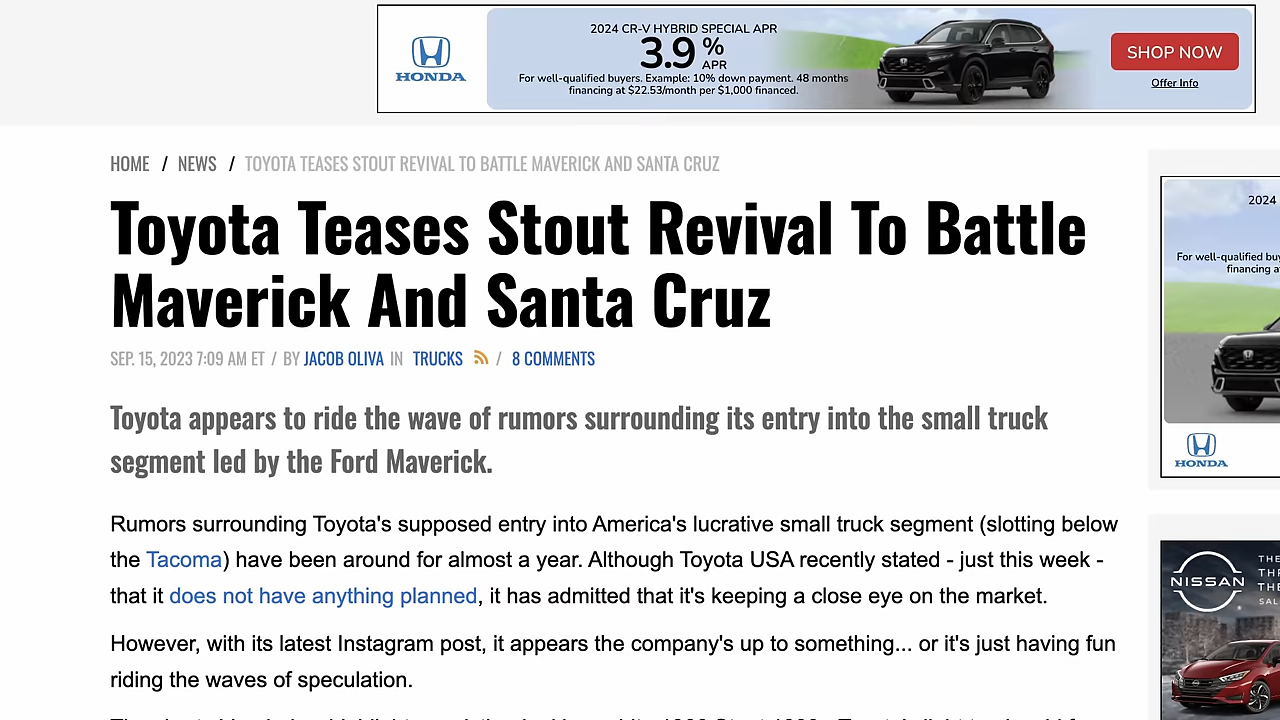 2024 CR-V HYBRID SPECIAL APR
3.9 %
APR
For well-qualified buyers. Example: 10% down payment. 48 months
financing at $22.53/month per $1,000 financed.
HONDA
SHOP NOW
Offer Info
HOME / NEWS / TOYOTA TEASES STOUT REVIVAL TO BATTLE MAVERICK AND SANTA CRUZ
Toyota Teases Stout Revival To Battle
Maverick And Santa Cruz
SEP. 15, 2023 7:09 AM ET / BY JACOB OLIVA IN TRUCKS / 8 COMMENTS
Toyota appears to ride the wave of rumors surrounding its entry into the small truck
segment led by the Ford Maverick.
Rumors surrounding Toyota's supposed entry into America's lucrative small truck segment (slotting below
the Tacoma) have been around for almost a year. Although Toyota USA recently stated - just this week -
that it does not have anything planned, it has admitted that it's keeping a close eye on the market.
However, with its latest Instagram post, it appears the company's up to something... or it's just having fun
riding the waves of speculation.
2024
For well-qualified
financing
HONDA
NISSAN